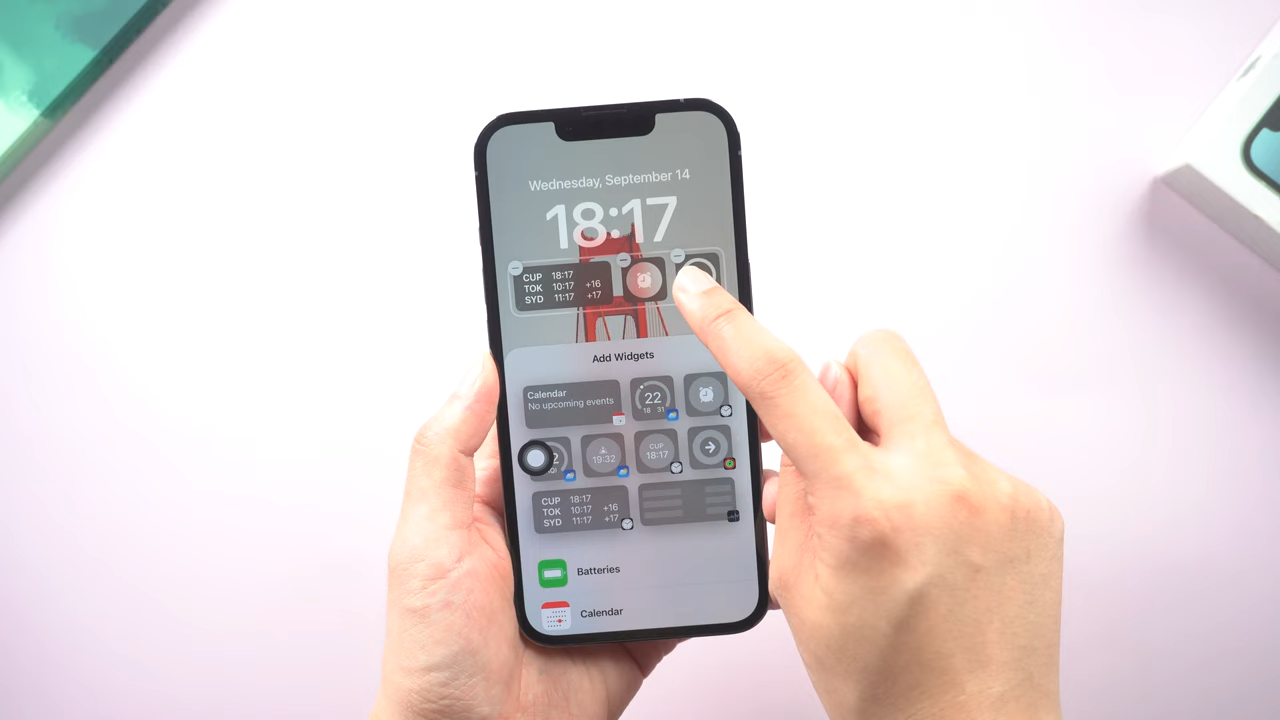 Wednesday, September 14
18:17
CUP 18:17
TOK 10:17 +16
SYD 11:17 +17
Add Widgets
Calendar
No upcoming events
22
18 31
19:32
CUP
18:17
CUP 18:17
TOK 10:17 +16
SYD 11:17 +17
Batteries
Calendar